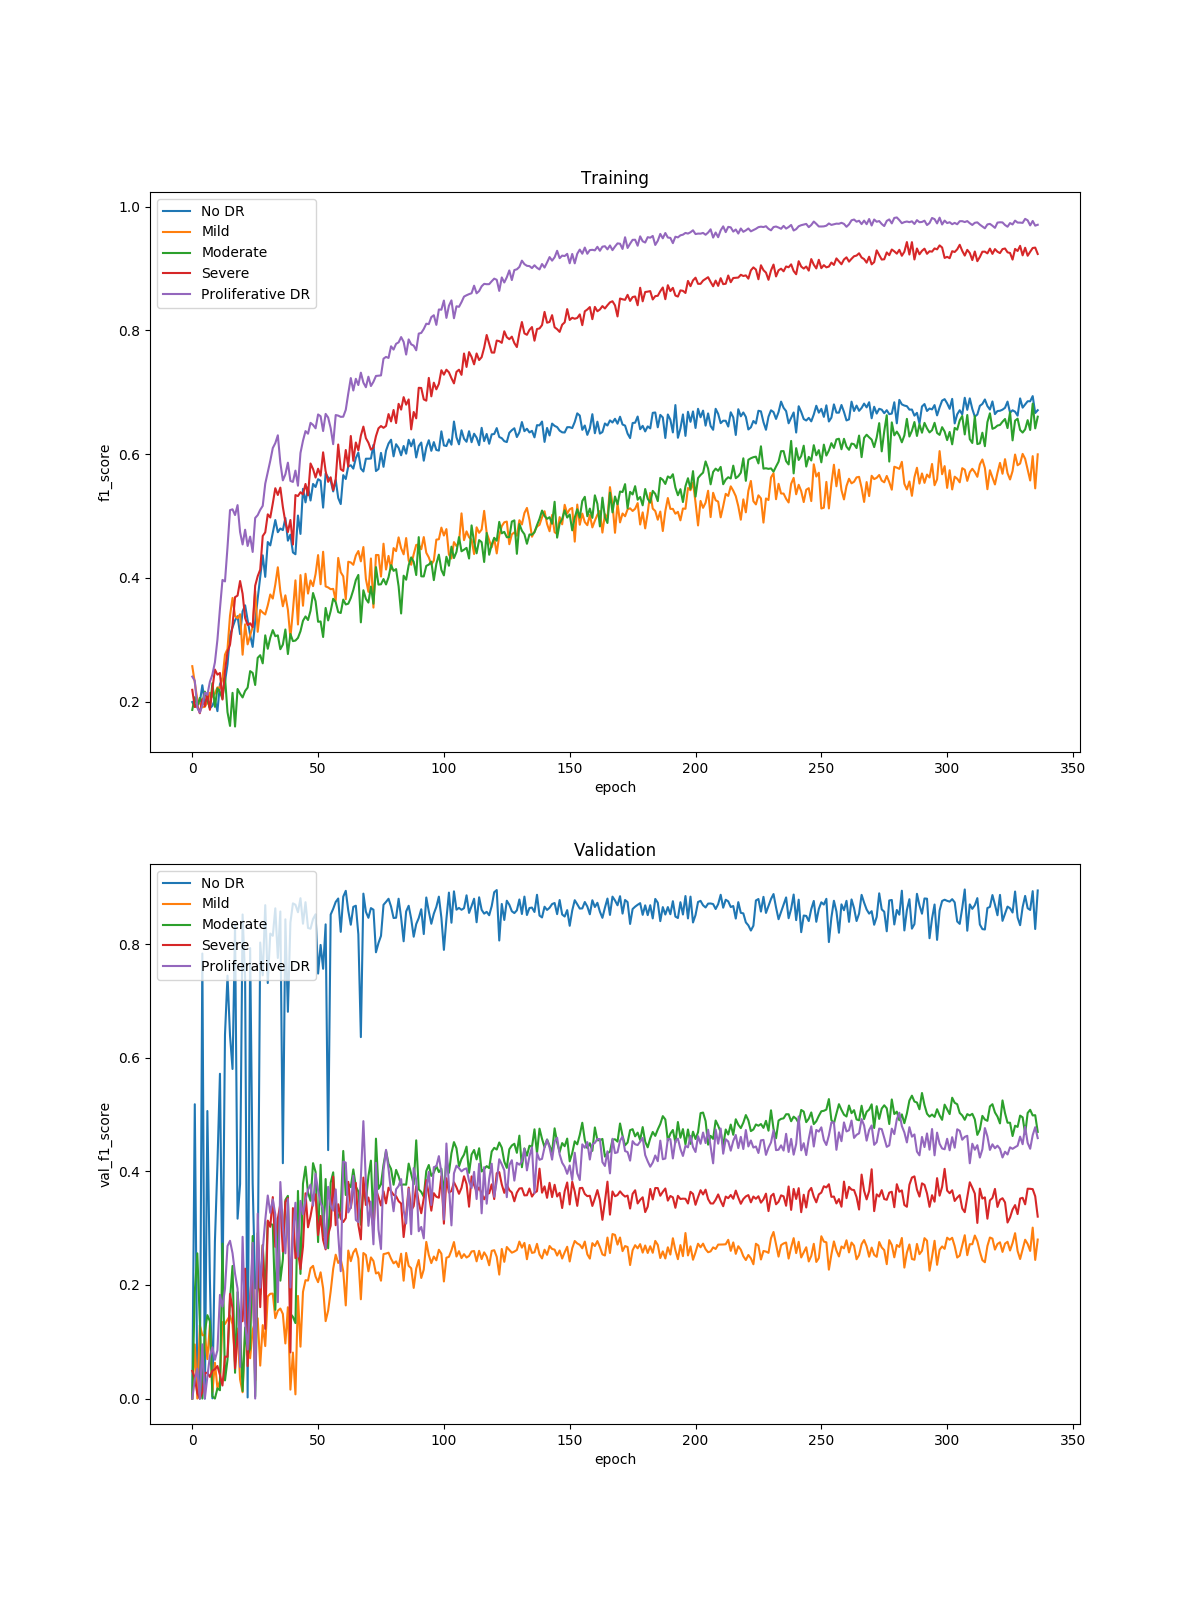 Training
1.0
0.8
0.6
0.4
0.2
f1_score
No DR
Mild
Moderate
Severe
Proliferative DR
0 50 100 150 200 250 300 350
epoch
Validation
0.8
0.6
0.4
0.2
0.0
val_f1_score
No DR
Mild
Moderate
Severe
Proliferative DR
0 50 100 150 200 250 300 350
epoch